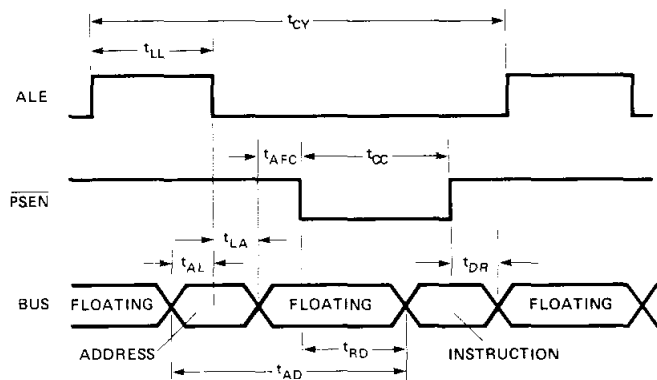 tCY
tLL
ALE
tAFC
tCC
PSEN
tLA
tAL
tDR
BUS
FLOATING
FLOATING
FLOATING
ADDRESS
tRD
INSTRUCTION
tAD